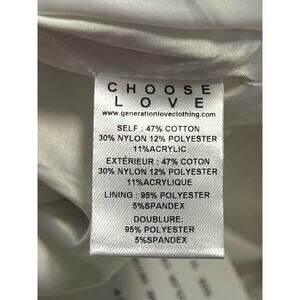 CHOOSE
LOVE
www.generationloveclothing.com
SELF : 47% COTTON
30% NYLON 12% POLYESTER
11%ACRYLIC
EXTÉRIEUR : 47% COTON
30% NYLON 12% POLYESTER
11%ACRYLIQUE
LINING : 95% POLYESTER
5%SPANDEX
DOUBLURE:
95% POLYESTER
5%SPANDEX